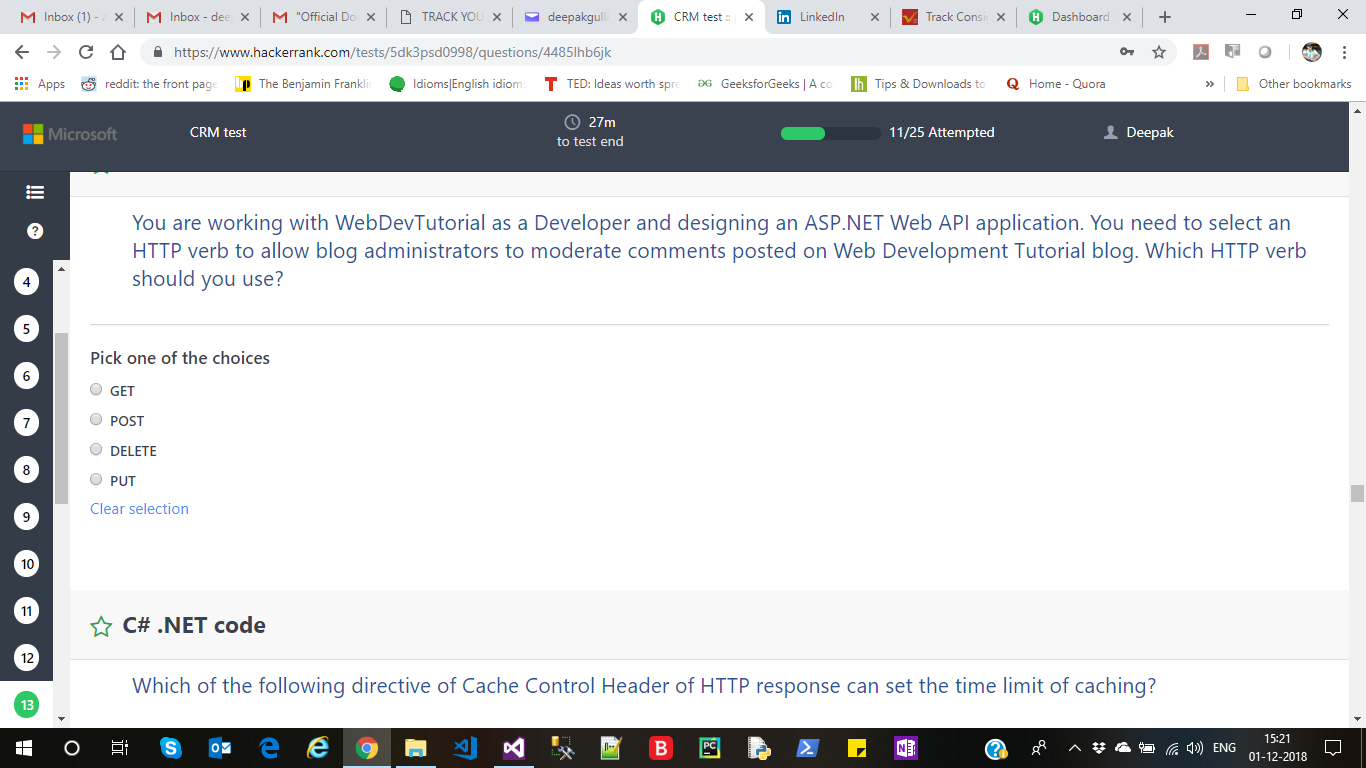 Inbox (1) - a
Inbox - dee
"Official Do
TRACK YOU
deepakgulli
CRM test ::
LinkedIn
Track Consi
Dashboard
https://www.hackerrank.com/tests/5dk3psd0998/questions/4485lhb6jk
Apps
reddit: the front page
The Benjamin Franklin
Idioms|English idioms
TED: Ideas worth spre
GeeksforGeeks | A co
Tips & Downloads to
Home - Quora
»
Other bookmarks
Microsoft
CRM test
27m
to test end
11/25 Attempted
Deepak
?
You are working with WebDevTutorial as a Developer and designing an ASP.NET Web API application. You need to select an
HTTP verb to allow blog administrators to moderate comments posted on Web Development Tutorial blog. Which HTTP verb
should you use?
4
5
6
7
8
9
10
11
12
13
Pick one of the choices
GET
POST
DELETE
PUT
Clear selection
C# .NET code
Which of the following directive of Cache Control Header of HTTP response can set the time limit of caching?
ENG
15:21
01-12-2018